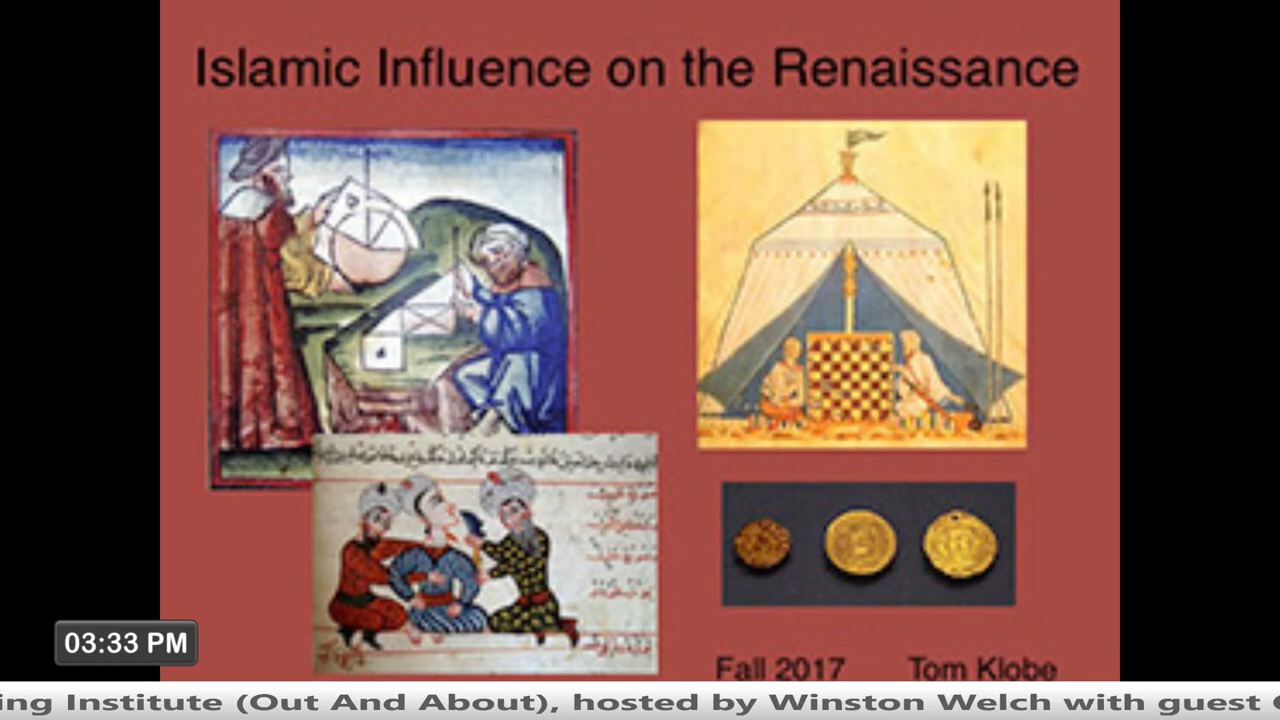 Islamic Influence on the Renaissance
Fall 2017 Tom Klobe
03:33 PM
ing Institute (Out And About), hosted by Winston Welch with guest